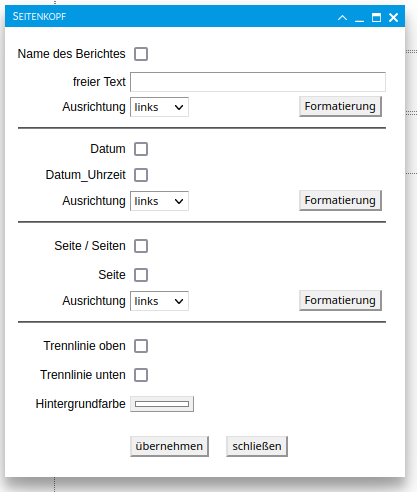 Seitenkopf
Name des Berichtes
freier Text
Ausrichtung links Formatierung
Datum
Datum_Uhrzeit
Ausrichtung links Formatierung
Seite / Seiten
Seite
Ausrichtung links Formatierung
Trennlinie oben
Trennlinie unten
Hintergrundfarbe
übernehmen schließen